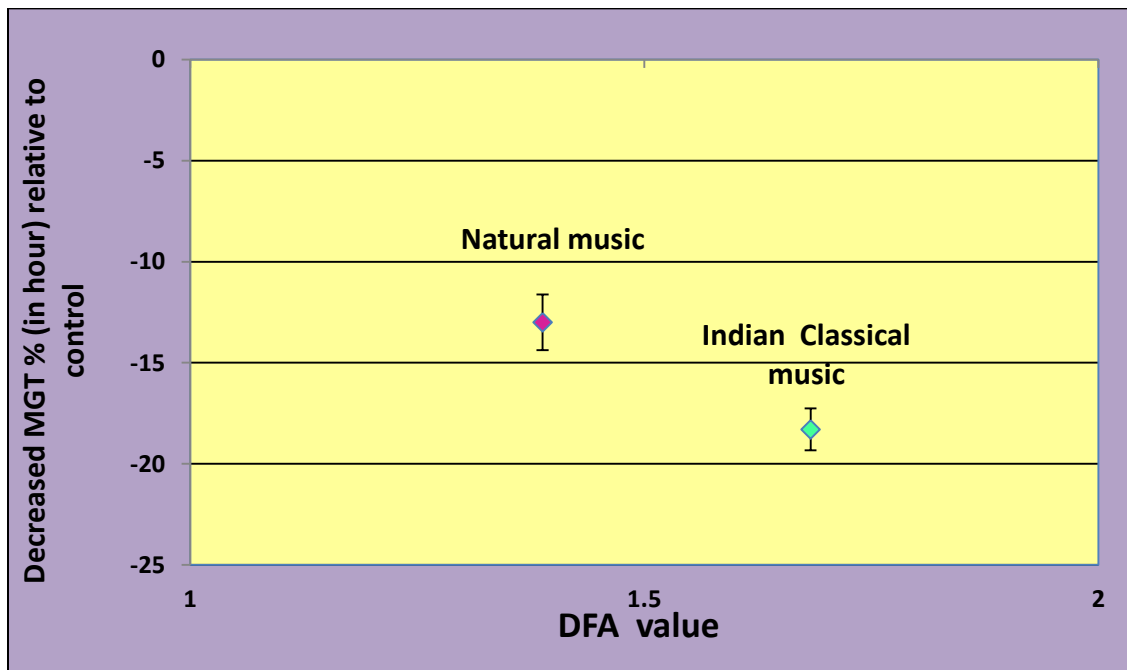 Decreased MGT % (in hour) relative to
control
0
-5
-10
-15
-20
-25
Natural music
Indian Classical
music
1
1.5
2
DFA value